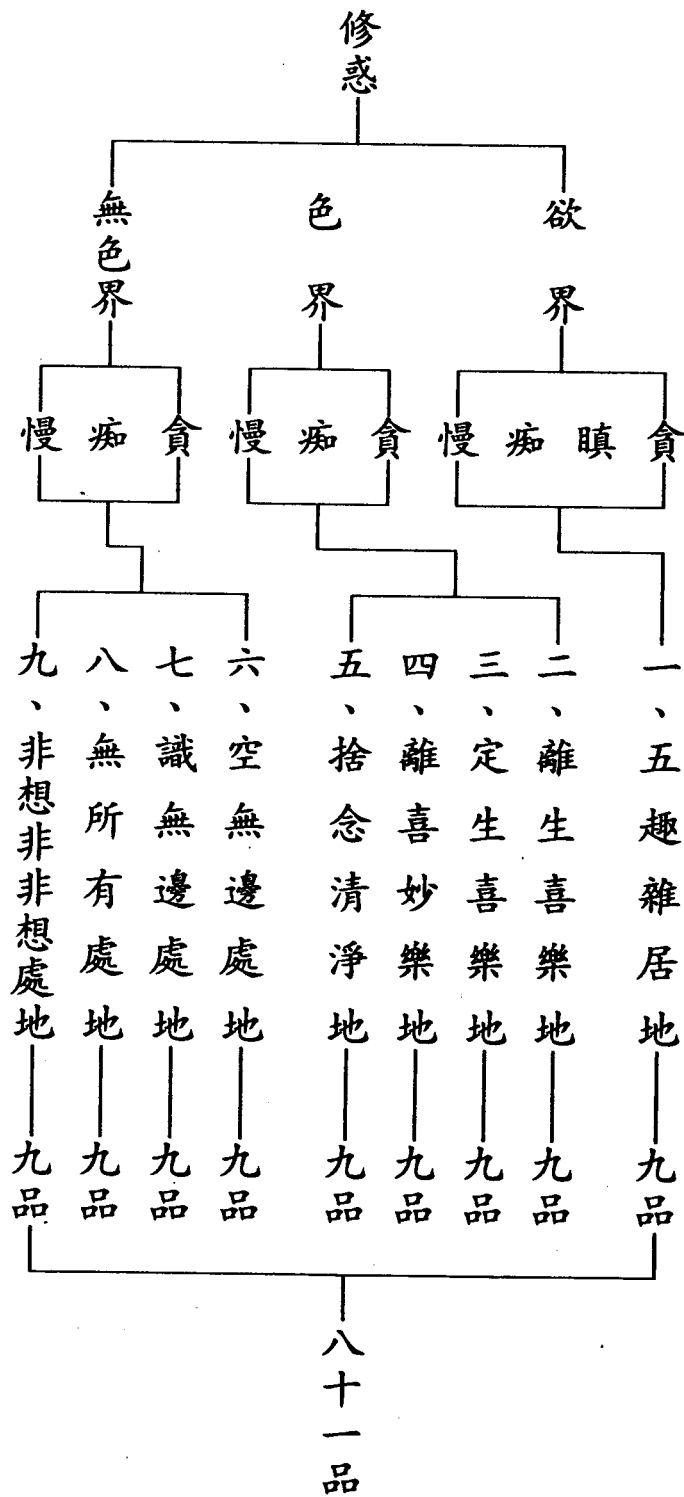 修惑
欲界
色界
無色界
貪
瞋
痴
慢
貪
痴
慢
貪
痴
慢
一、五趣雜居地
二、離生喜樂地
三、定生喜樂地
四、離喜妙樂地
五、捨念清淨地
六、空無邊處地
七、識無邊處地
八、無所有處地
九、非想非非想處地
九品
九品
九品
九品
九品
九品
九品
九品
九品
八十一品